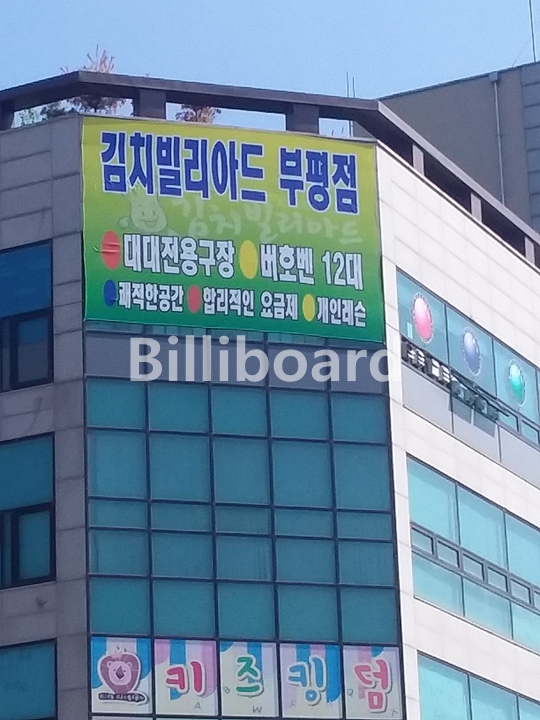 김치빌리아드 부평점
김치빌리아드
대대전용구장 버호벤 12대
쾌적한공간 합리적인 요금제 개인레슨
Billiboard
키즈킹덤